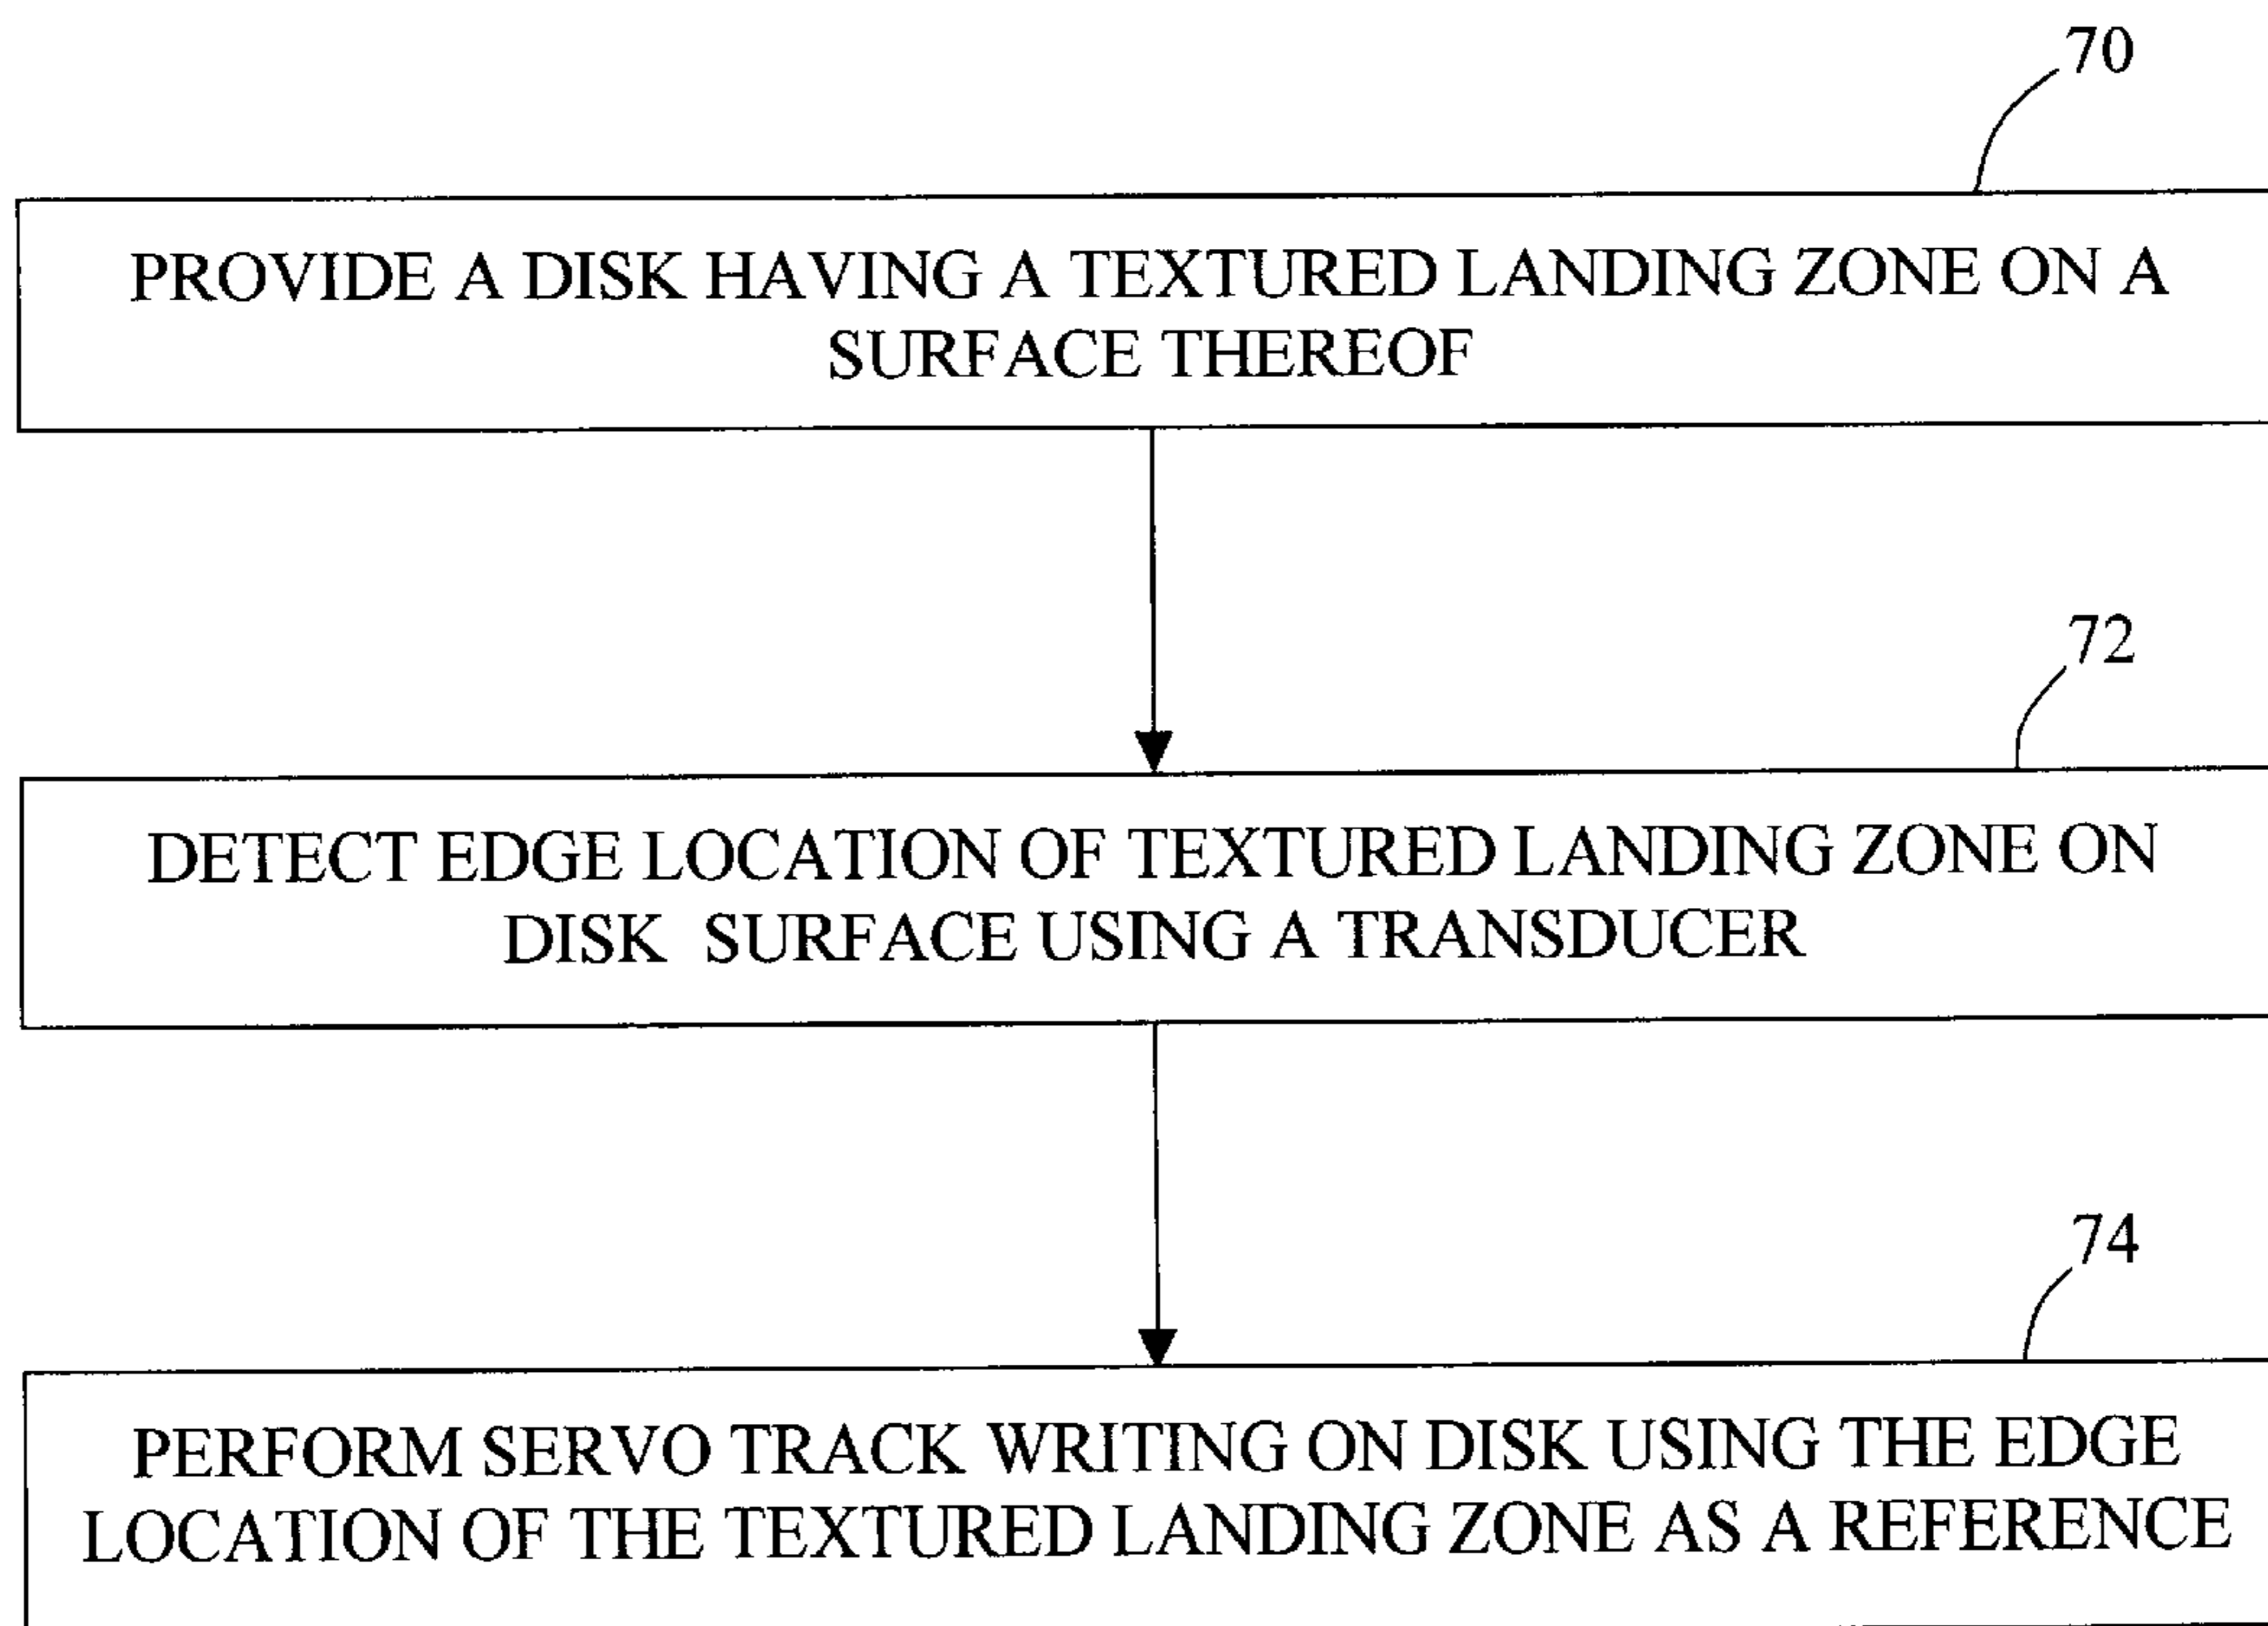 70
PROVIDE A DISK HAVING A TEXTURED LANDING ZONE ON A
SURFACE THEREOF
72
DETECT EDGE LOCATION OF TEXTURED LANDING ZONE ON
DISK SURFACE USING A TRANSDUCER
74
PERFORM SERVO TRACK WRITING ON DISK USING THE EDGE
LOCATION OF THE TEXTURED LANDING ZONE AS A REFERENCE